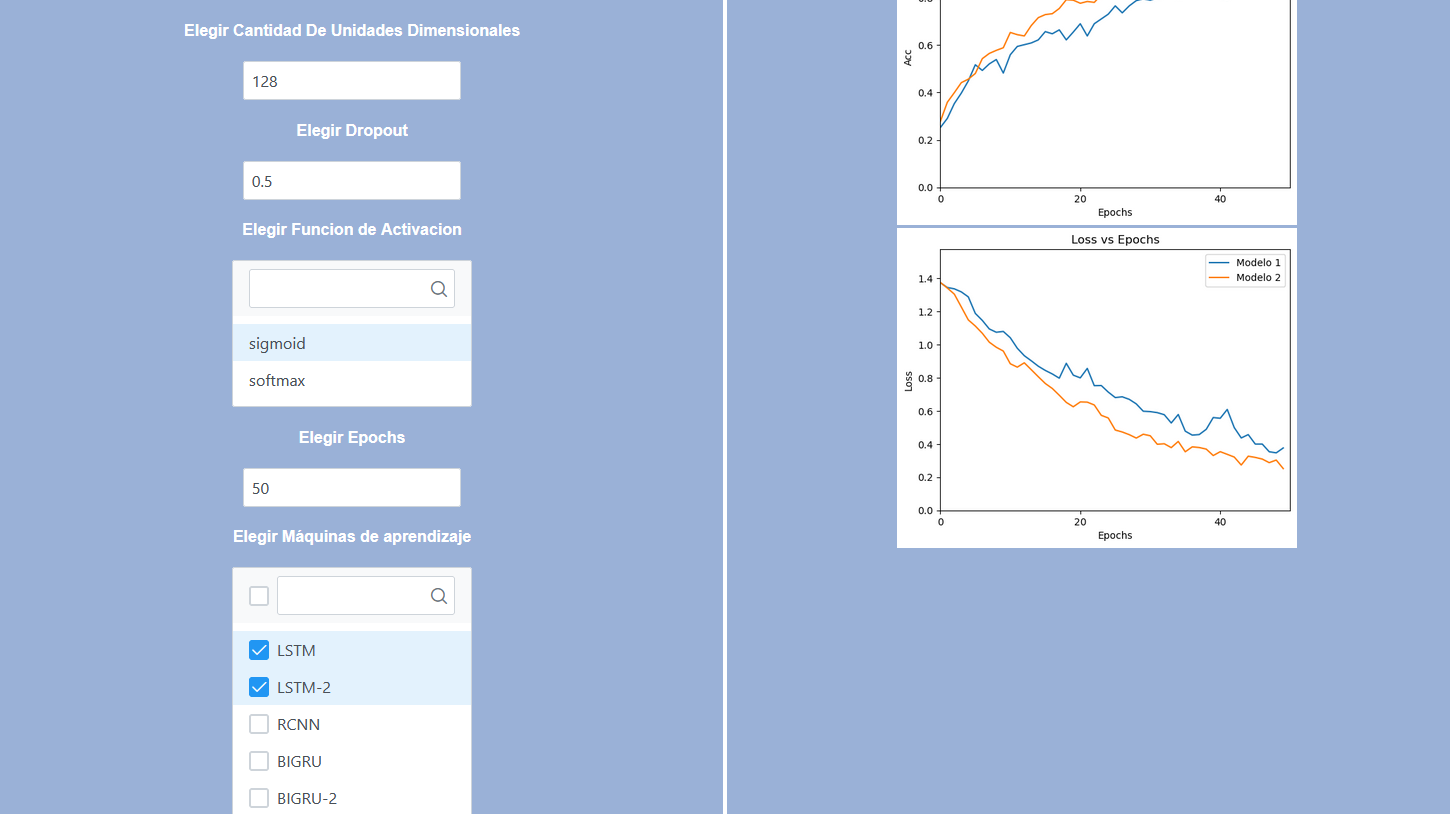 Elegir Cantidad De Unidades Dimensionales
128
Elegir Dropout
0.5
Elegir Funcion de Activacion
sigmoid
softmax
Elegir Epochs
50
Elegir Máquinas de aprendizaje
LSTM
LSTM-2
RCNN
BIGRU
BIGRU-2
0.8
0.6
Acc
0.4
0.2
0.0
0 20 40
Epochs
Loss vs Epochs
Modelo 1
Modelo 2
1.4
1.2
1.0
0.8
Loss
0.6
0.4
0.2
0.0
0 20 40
Epochs